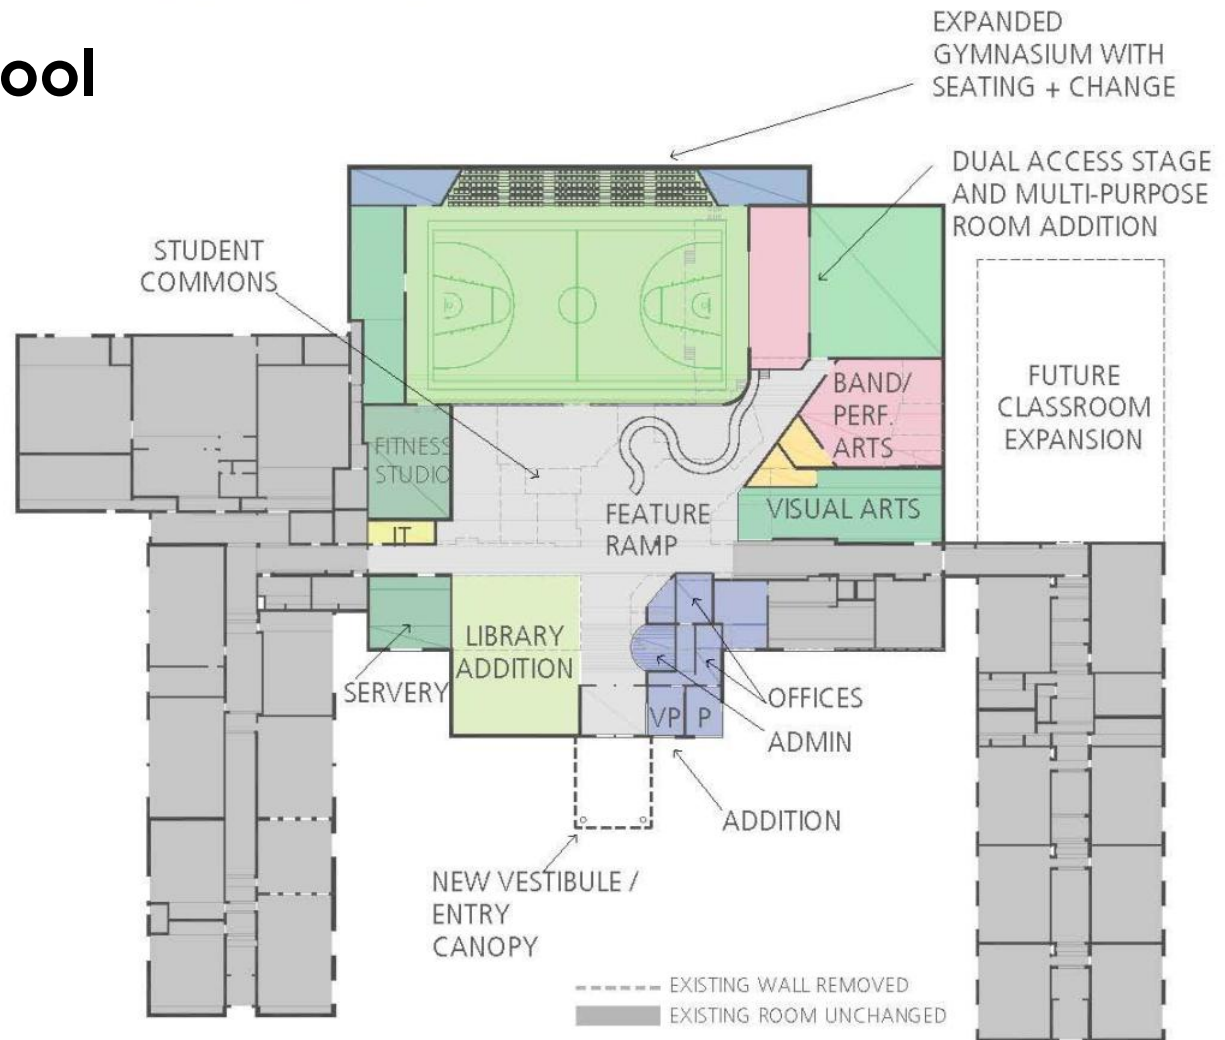 ool
EXPANDED
GYMNASIUM WITH
SEATING + CHANGE
DUAL ACCESS STAGE
AND MULTI-PURPOSE
ROOM ADDITION
STUDENT
COMMONS
BAND/
PERF.
ARTS
FUTURE
CLASSROOM
EXPANSION
FITNESS
STUDIO
VISUAL ARTS
FEATURE
RAMP
IT
LIBRARY
ADDITION
SERVERY
OFFICES
VP
P
ADMIN
ADDITION
NEW VESTIBULE /
ENTRY
CANOPY
EXISTING WALL REMOVED
EXISTING ROOM UNCHANGED